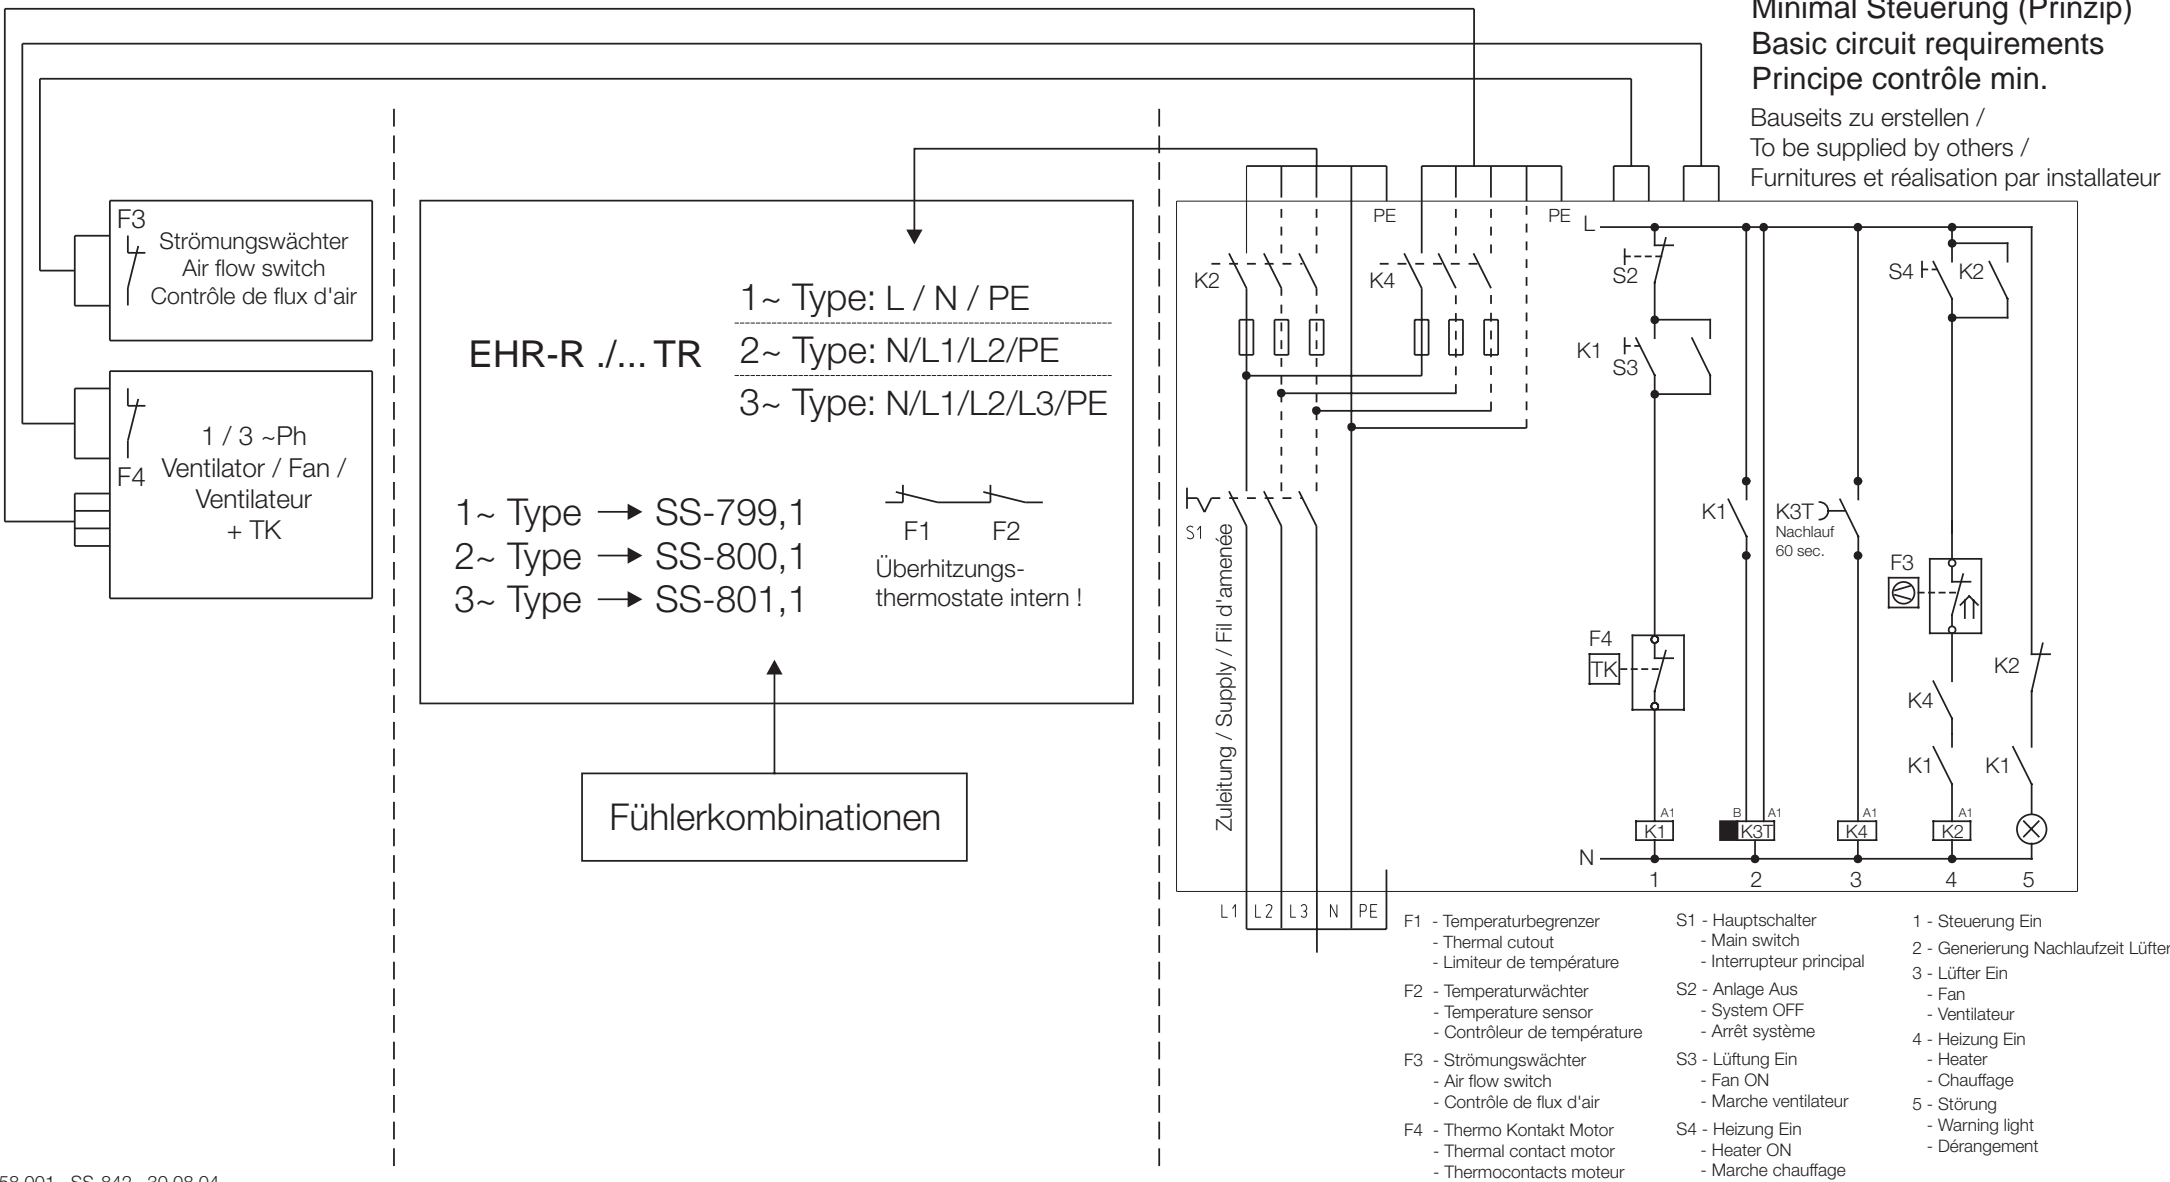 Minimal Steuerung (Prinzip)
Basic circuit requirements
Principe contrôle min.
Bauseits zu erstellen /
To be supplied by others /
Furnitures et réalisation par installateur
F3
Strömungswächter
Air flow switch
Contrôle de flux d'air
F4
1 / 3 ~Ph
Ventilator / Fan /
Ventilateur
+ TK
EHR-R ./... TR
1~ Type: L / N / PE
2~ Type: N/L1/L2/PE
3~ Type: N/L1/L2/L3/PE
1~ Type → SS-799,1
2~ Type → SS-800,1
3~ Type → SS-801,1
F1 F2
Überhitzungs-
thermostate intern !
Fühlerkombinationen
PE PE
K2 K4
S1
Zuleitung / Supply / Fil d'amenée
L1 L2 L3 N PE
L
S2
K1 S3
F4
TK
K1
K3T
Nachlauf
60 sec.
S4 K2
F3
K4
K1
K2
K1
A1 B A1 A1 A1
K1 K3T K4 K2
N
1 2 3 4 5
F1 - Temperaturbegrenzer
- Thermal cutout
- Limiteur de température
F2 - Temperaturwächter
- Temperature sensor
- Contrôleur de température
F3 - Strömungswächter
- Air flow switch
- Contrôle de flux d'air
F4 - Thermo Kontakt Motor
- Thermal contact motor
- Thermocontacts moteur
S1 - Hauptschalter
- Main switch
- Interrupteur principal
S2 - Anlage Aus
- System OFF
- Arrêt système
S3 - Lüftung Ein
- Fan ON
- Marche ventilateur
S4 - Heizung Ein
- Heater ON
- Marche chauffage
1 - Steuerung Ein
2 - Generierung Nachlaufzeit Lüfter
3 - Lüfter Ein
- Fan
- Ventilateur
4 - Heizung Ein
- Heater
- Chauffage
5 - Störung
- Warning light
- Dérangement